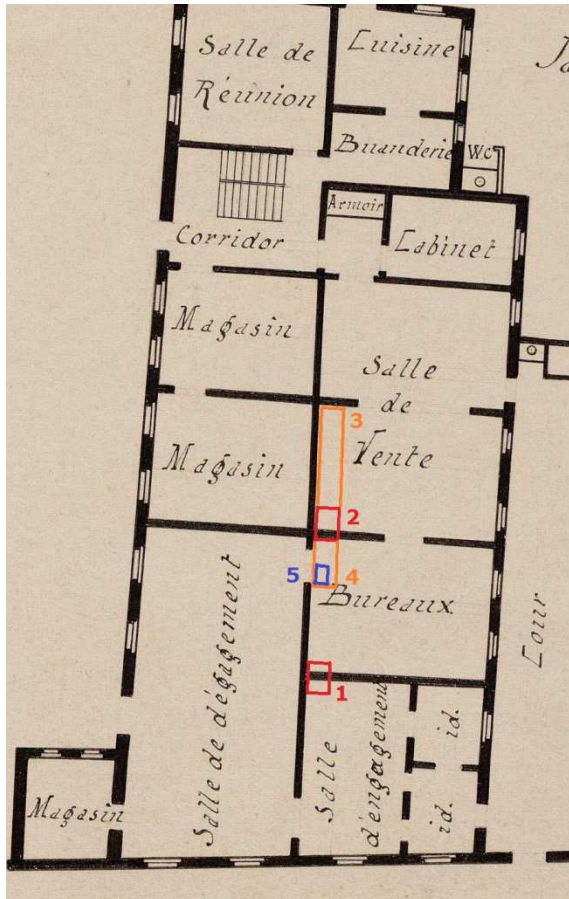 Salle de
Réunion
Cuisine
Ja
Buanderie
W.C
Armoir
Corridor
Cabinet
Magasin
Salle
de
Vente
3
Magasin
2
5
4
Bureaux
Cour
Salle de dégagement
1
Salle
d'engagement
id.
id.
Magasin